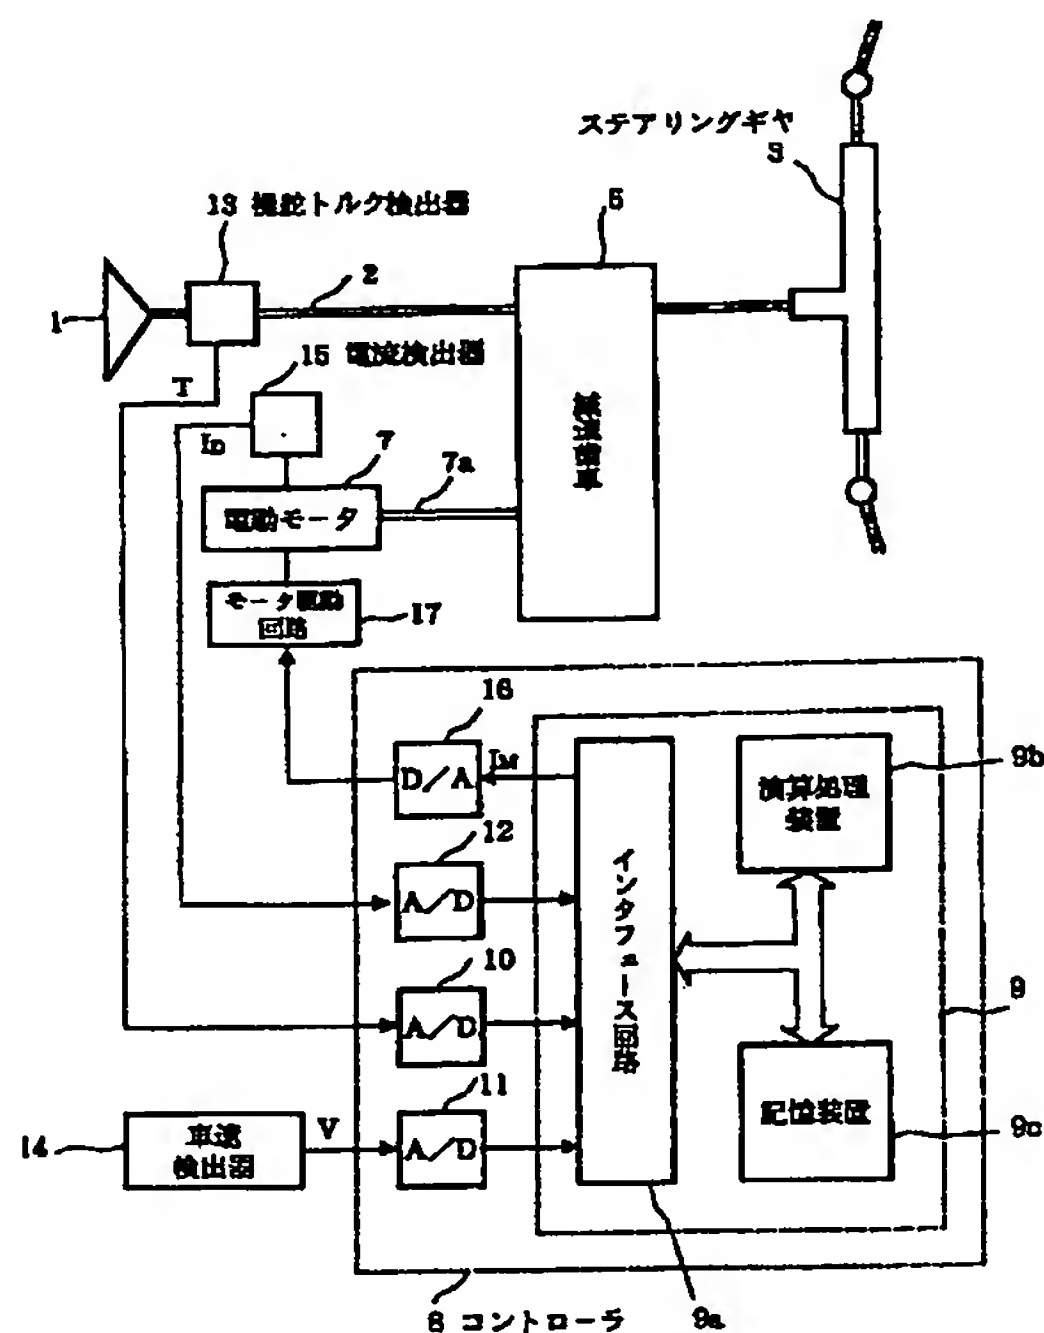 ステアリングギヤ
3
13 操舵トルク検出器
5
2
1
15 電流検出器
T
ID
7
7a
電動モータ
モータ駆動
回路
17
16
D/A
IM
9b
演算処理
装置
12
A/D
インタフェース回路
10
A/D
9
11
A/D
記憶装置
9c
14
車速
検出器
V
8 コントローラ
9a